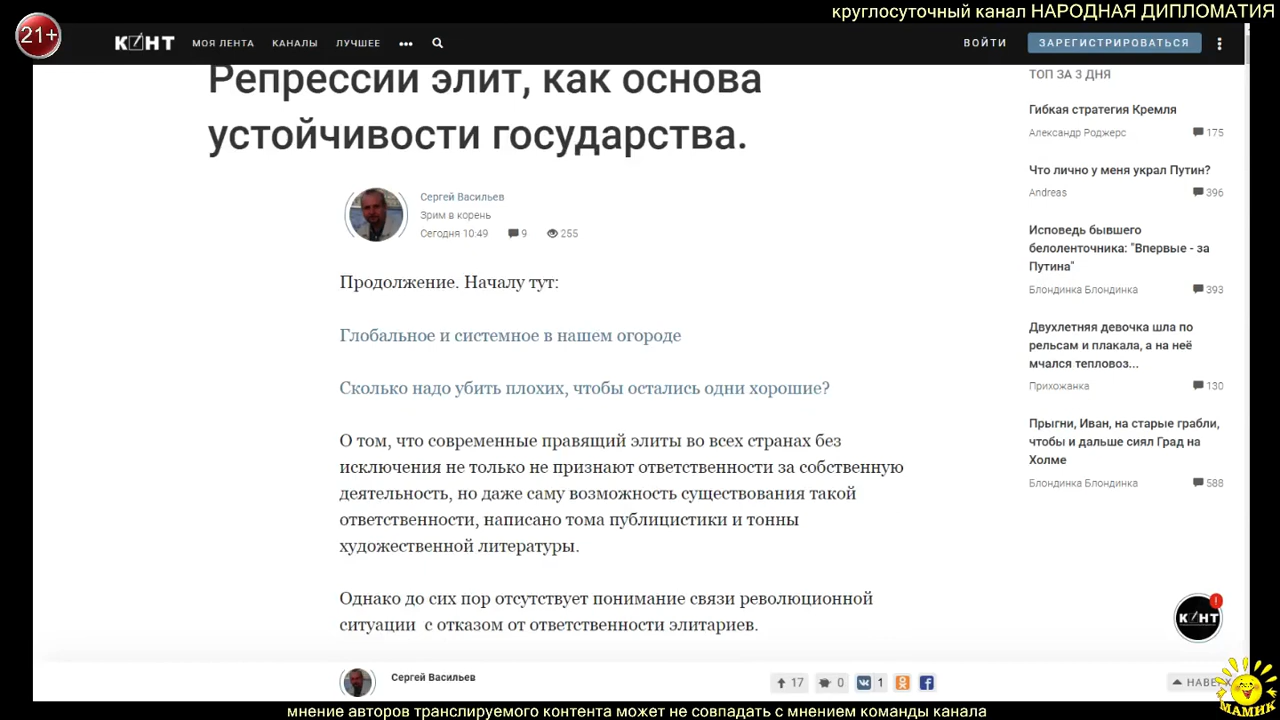 круглосуточный канал НАРОДНАЯ ДИПЛОМАТИЯ
21+
КОНТ МОЯ ЛЕНТА КАНАЛЫ ЛУЧШЕЕ ••• ВОЙТИ ЗАРЕГИСТРИРОВАТЬСЯ
Репрессии элит, как основа
устойчивости государства.
Сергей Васильев
Зрим в корень
Сегодня 10:49 9 255
Продолжение. Началу тут:
Глобальное и системное в нашем огороде
Сколько надо убить плохих, чтобы остались одни хорошие?
О том, что современные правящий элиты во всех странах без
исключения не только не признают ответственности за собственную
деятельность, но даже саму возможность существования такой
ответственности, написано тома публицистики и тонны
художественной литературы.
Однако до сих пор отсутствует понимание связи революционной
ситуации с отказом от ответственности элитариев.
ТОП ЗА 3 ДНЯ
Гибкая стратегия Кремля
Александр Роджерс 175
Что лично у меня украл Путин?
Andreas 396
Исповедь бывшего
белоленточника: "Впервые - за
Путина"
Блондинка Блондинка 393
Двухлетняя девочка шла по
рельсам и плакала, а на неё
мчался тепловоз...
Прихожанка 130
Прыгни, Иван, на старые грабли,
чтобы и дальше сиял Град на
Холме
Блондинка Блондинка 588
КОНТ !
Сергей Васильев 17 0 1
НАВЕ
МАМИК
мнение авторов транслируемого контента может не совпадать с мнением команды канала